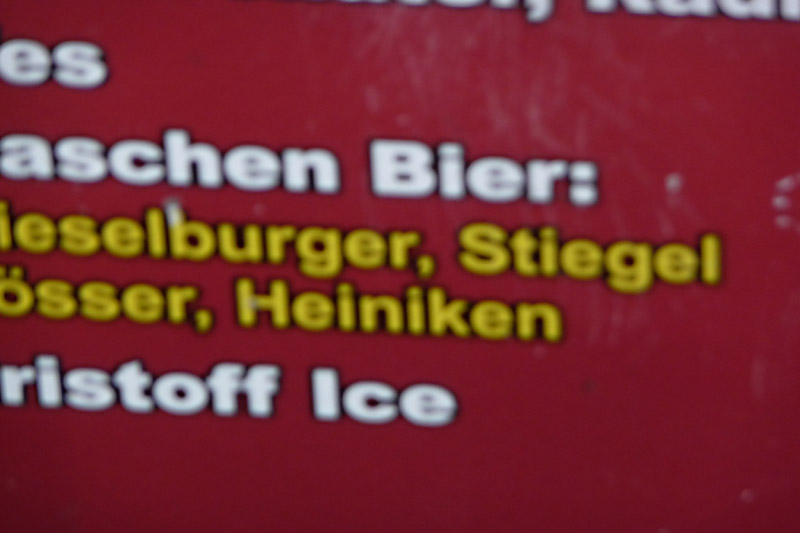 es
aschen Bier:
ieselburger, Stiegel
össer, Heiniken
ristoff Ice